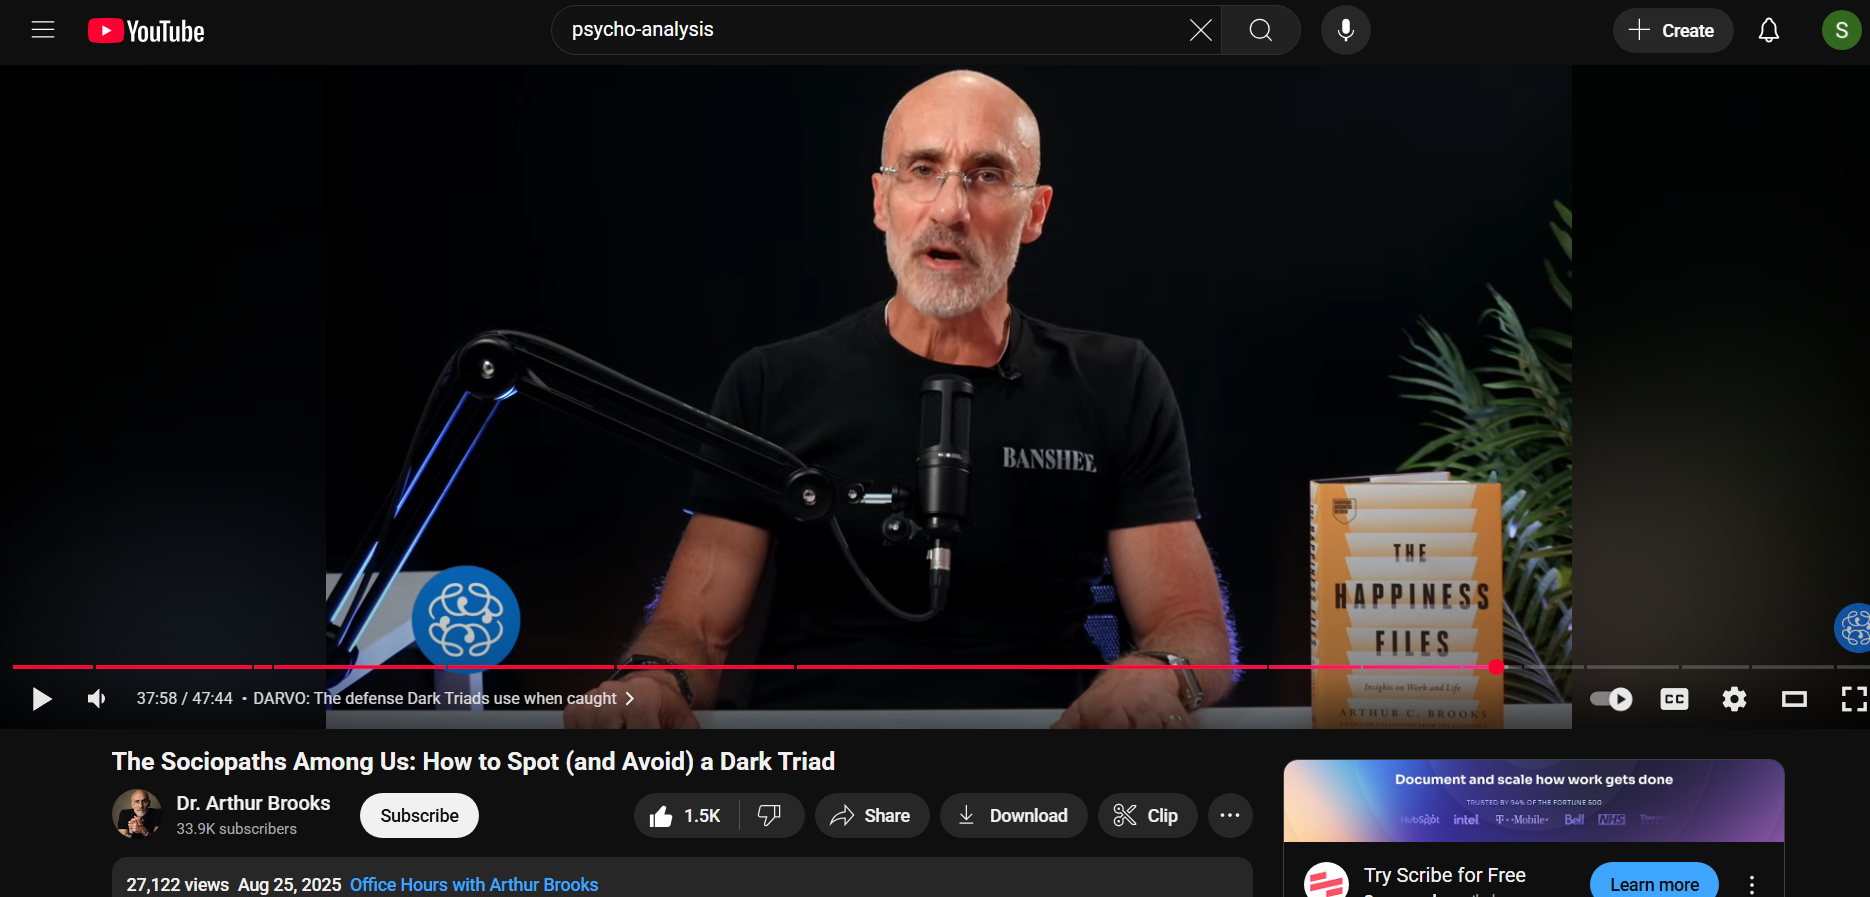 YouTube
psycho-analysis
Create
S
BANSHEE
THE
HAPPINESS
FILES
Insights on Work and Life
ARTHUR C. BROOKS
37:58 / 47:44 • DARVO: The defense Dark Triads use when caught
CC
The Sociopaths Among Us: How to Spot (and Avoid) a Dark Triad
Dr. Arthur Brooks
33.9K subscribers
Subscribe
1.5K
Share
Download
Clip
27,122 views Aug 25, 2025 Office Hours with Arthur Brooks
Document and scale how work gets done
TRUSTED BY 94% OF THE FORTUNE 500
HubSpot intel T-Mobile Bell NHS
Try Scribe for Free
Learn more